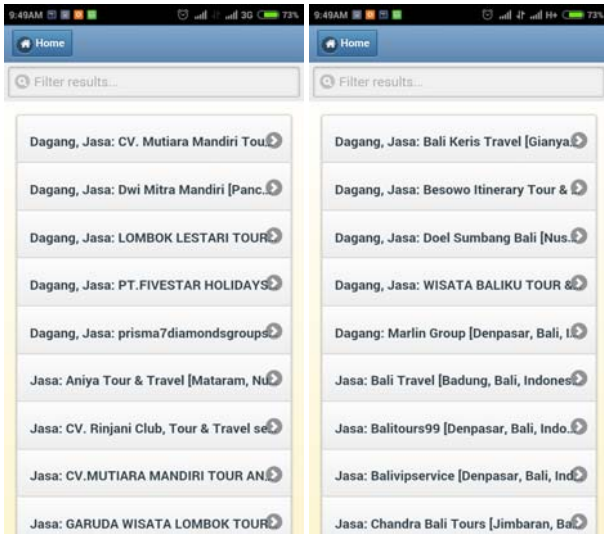 9:49AM 3G 73%
Home
Filter results...
Dagang, Jasa: CV. Mutiara Mandiri Tou...
Dagang, Jasa: Dwi Mitra Mandiri [Panc...
Dagang, Jasa: LOMBOK LESTARI TOUR
Dagang, Jasa: PT.FIVESTAR HOLIDAYS
Dagang, Jasa: prisma7diamondsgroups
Jasa: Aniya Tour & Travel [Mataram, Nu
Jasa: CV. Rinjani Club, Tour & Travel se
Jasa: CV.MUTIARA MANDIRI TOUR AN
Jasa: GARUDA WISATA LOMBOK TOUR
9:49AM H+ 73%
Home
Filter results...
Dagang, Jasa: Bali Keris Travel [Gianya
Dagang, Jasa: Besowo Itinerary Tour &
Dagang, Jasa: Doel Sumbang Bali [Nus...
Dagang, Jasa: WISATA BALIKU TOUR &
Dagang: Marlin Group [Denpasar, Bali, I...
Jasa: Bali Travel [Badung, Bali, Indones
Jasa: Balitours99 [Denpasar, Bali, Indo...
Jasa: Balivipservice [Denpasar, Bali, Ind
Jasa: Chandra Bali Tours [Jimbaran, Ba